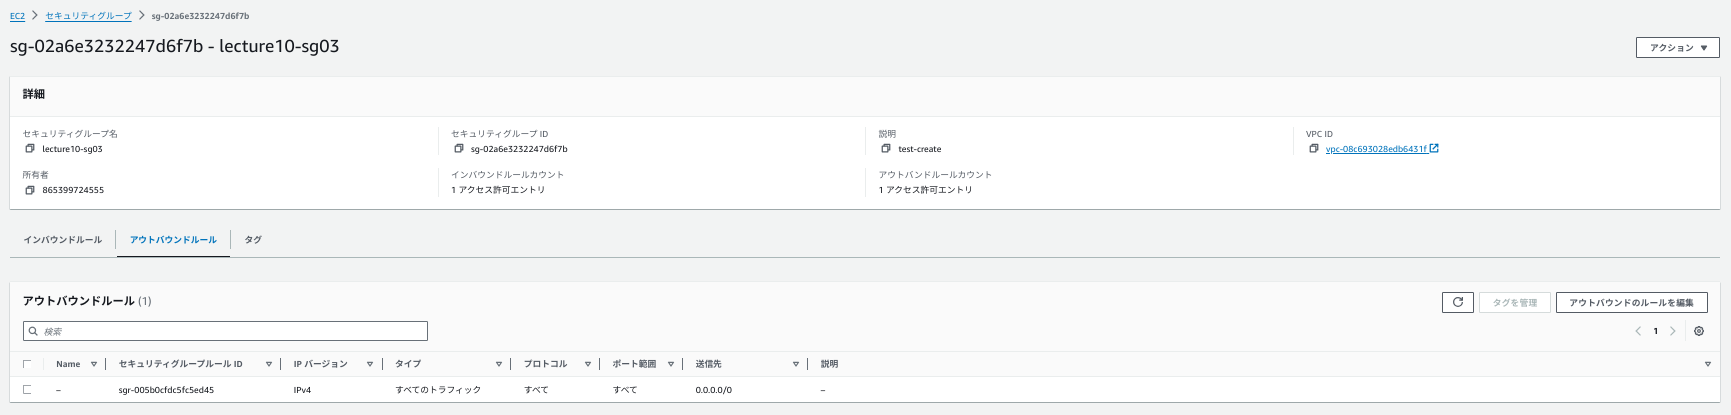 EC2 > セキュリティグループ > sg-02a6e3232247d6f7b
sg-02a6e3232247d6f7b - lecture10-sg03
アクション
詳細
セキュリティグループ名 セキュリティグループ ID 説明 VPC ID
lecture10-sg03 sg-02a6e3232247d6f7b test-create vpc-08c693028edb6431f
所有者 インバウンドルールカウント アウトバンドルールカウント
865399724555 1 アクセス許可エントリ 1 アクセス許可エントリ
インバウンドルール アウトバウンドルール タグ
アウトバウンドルール (1) タグを管理 アウトバウンドのルールを編集
検索 1
Name セキュリティグループルール ID IP バージョン タイプ プロトコル ポート範囲 送信先 説明
– sgr-005b0cfdc5fc5ed45 IPv4 すべてのトラフィック すべて すべて 0.0.0.0/0 –